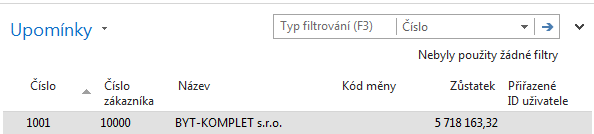 Upomínky
Typ filtrování (F3) Číslo
Nebyly použity žádné filtry
Číslo Číslo zákazníka Název Kód měny Zůstatek Přiřazené ID uživatele
1001 10000 BYT-KOMPLET s.r.o. 5 718 163,32